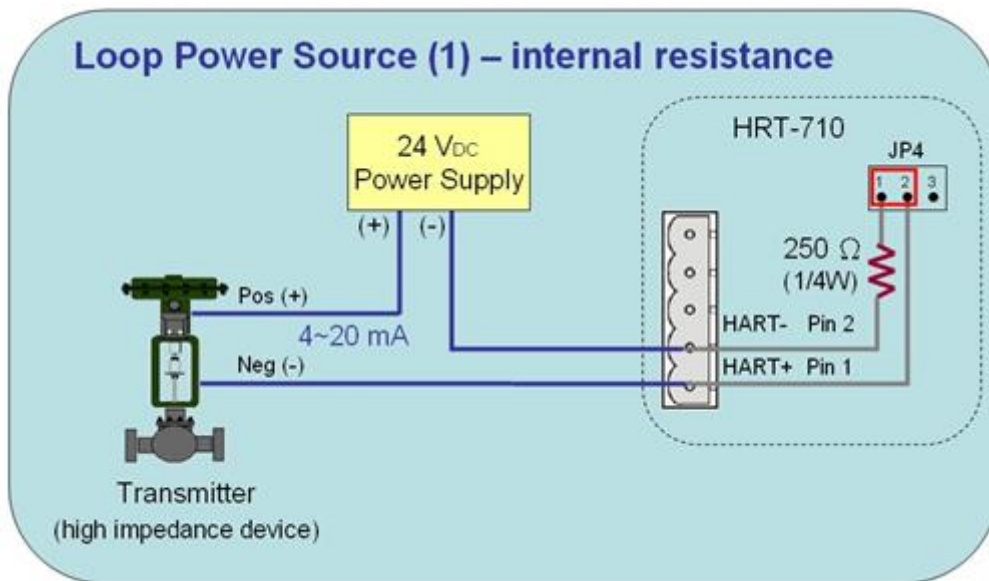 Loop Power Source (1) – internal resistance
24 VDC
Power Supply
(+) (-)
HRT-710
JP4
1 2 3
250 Ω
(1/4W)
Pos (+)
4~20 mA
HART- Pin 2
Neg (-)
HART+ Pin 1
Transmitter
(high impedance device)